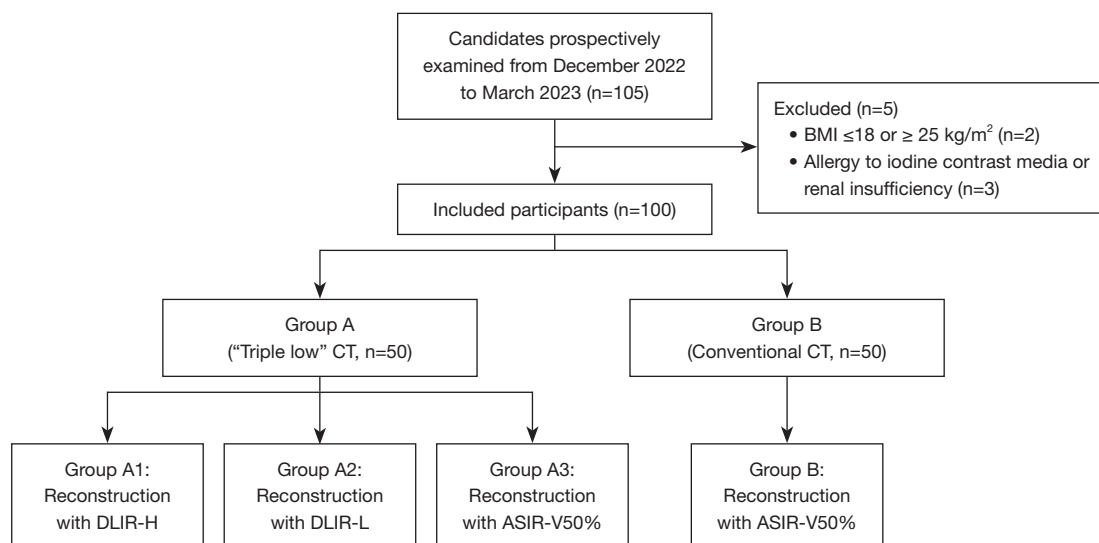 Candidates prospectively
examined from December 2022
to March 2023 (n=105)
Excluded (n=5)
• BMI ≤18 or ≥ 25 kg/m² (n=2)
• Allergy to iodine contrast media or
renal insufficiency (n=3)
Included participants (n=100)
Group A
(“Triple low” CT, n=50)
Group B
(Conventional CT, n=50)
Group A1:
Reconstruction
with DLIR-H
Group A2:
Reconstruction
with DLIR-L
Group A3:
Reconstruction
with ASIR-V50%
Group B:
Reconstruction
with ASIR-V50%